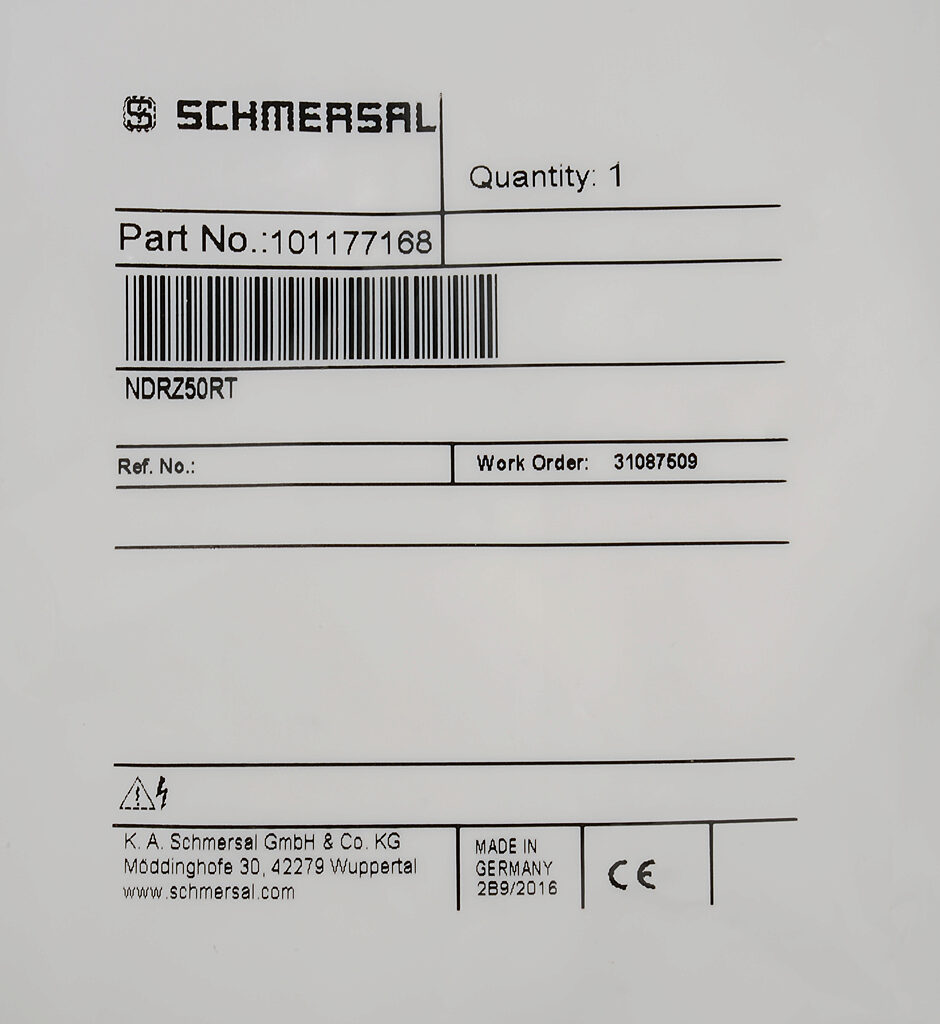 SCHMERSAL
Quantity: 1
Part No.:101177168
NDRZ50RT
Ref. No.:
Work Order: 31087509
K. A. Schmersal GmbH & Co. KG
Möddinghofe 30, 42279 Wuppertal
www.schmersal.com
MADE IN
GERMANY
2B9/2016
CE